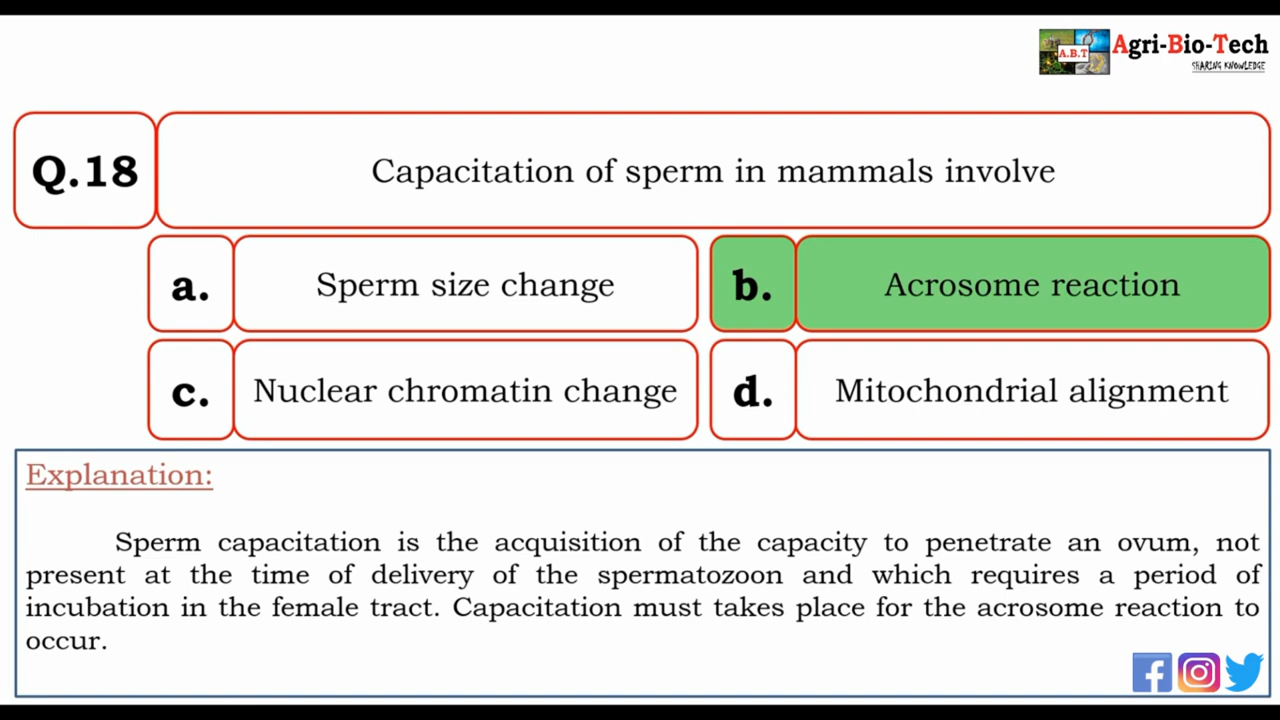 A.B.T
Agri-Bio-Tech
SHARING KNOWLEDGE
Q.18
Capacitation of sperm in mammals involve
a.
Sperm size change
b.
Acrosome reaction
c.
Nuclear chromatin change
d.
Mitochondrial alignment
Explanation:
Sperm capacitation is the acquisition of the capacity to penetrate an ovum, not
present at the time of delivery of the spermatozoon and which requires a period of
incubation in the female tract. Capacitation must takes place for the acrosome reaction to
occur.